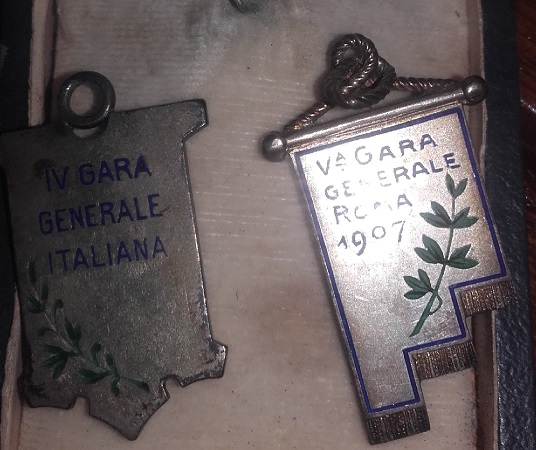 IV GARA
GENERALE
ITALIANA
Vᴬ GARA
GENERALE
ROMA
1907